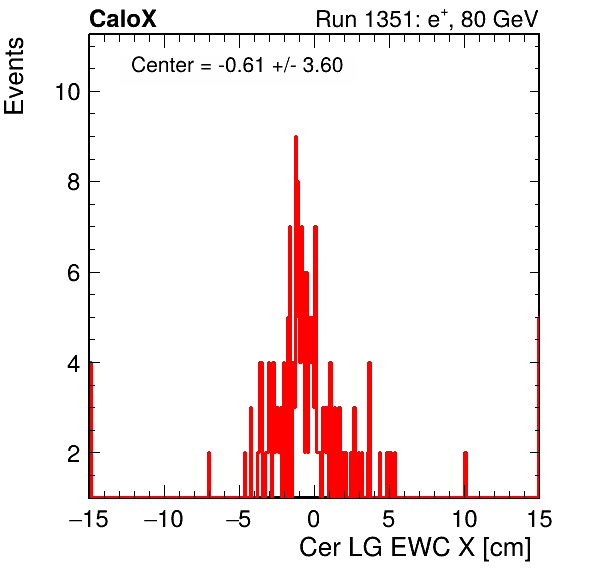 CaloX Run 1351: e⁺, 80 GeV
Center = -0.61 +/- 3.60
Events
10
8
6
4
2
−15 −10 −5 0 5 10 15
Cer LG EWC X [cm]